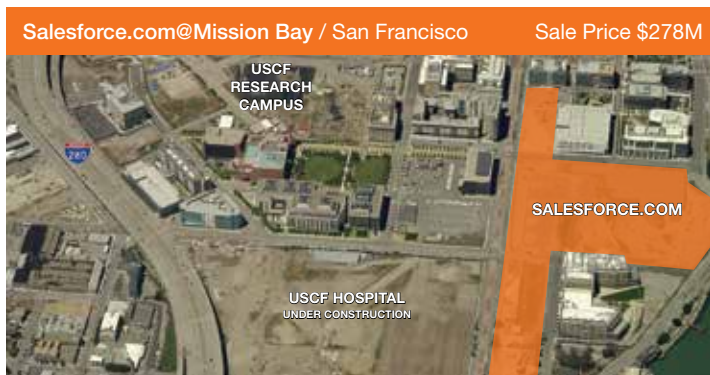 Salesforce.com@Mission Bay / San Francisco Sale Price $278M
USCF
RESEARCH
CAMPUS
280
SALESFORCE.COM
USCF HOSPITAL
UNDER CONSTRUCTION